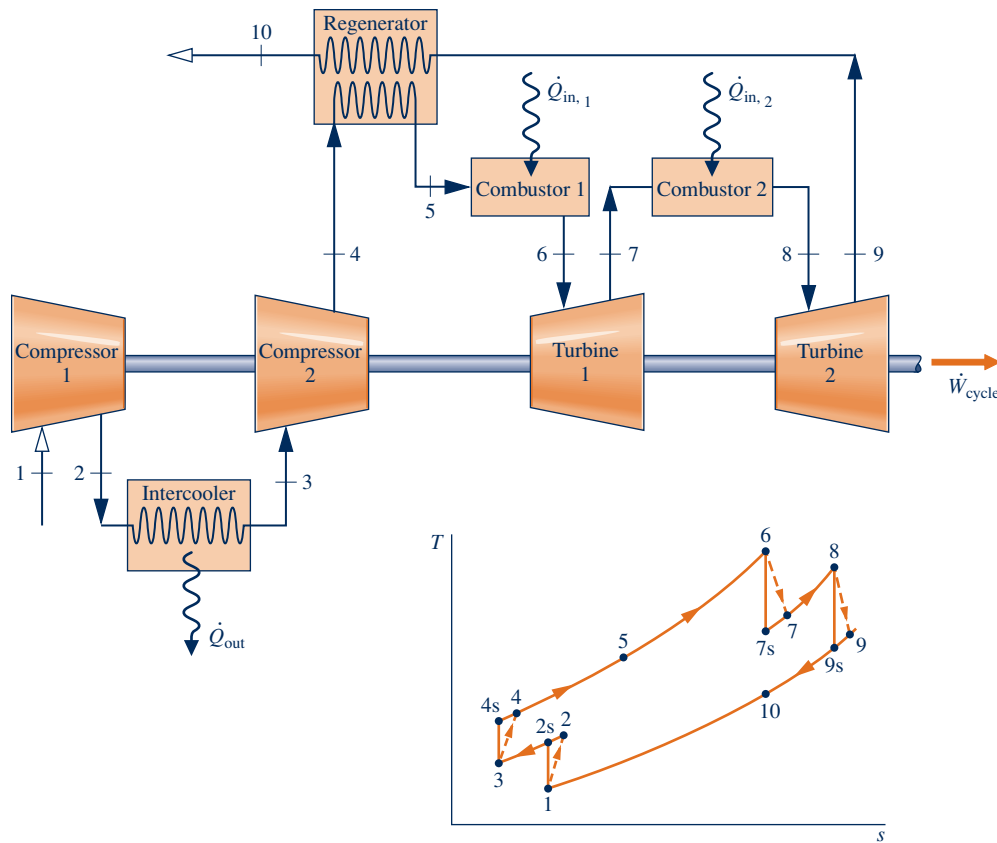 Regenerator
10
Q̇in, 1
Q̇in, 2
Combustor 1
Combustor 2
5
4
6
7
8
9
Compressor
1
Compressor
2
Turbine
1
Turbine
2
Ẇcycle
1
2
3
Intercooler
Q̇out
T
6
8
5
7
7s
9
9s
4s
4
10
2s
2
3
1
s